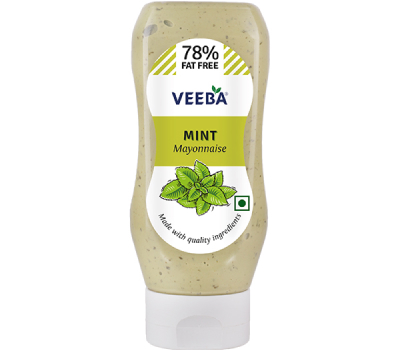 78%
FAT FREE
VEEBA®
MINT
Mayonnaise
Made with quality ingredients